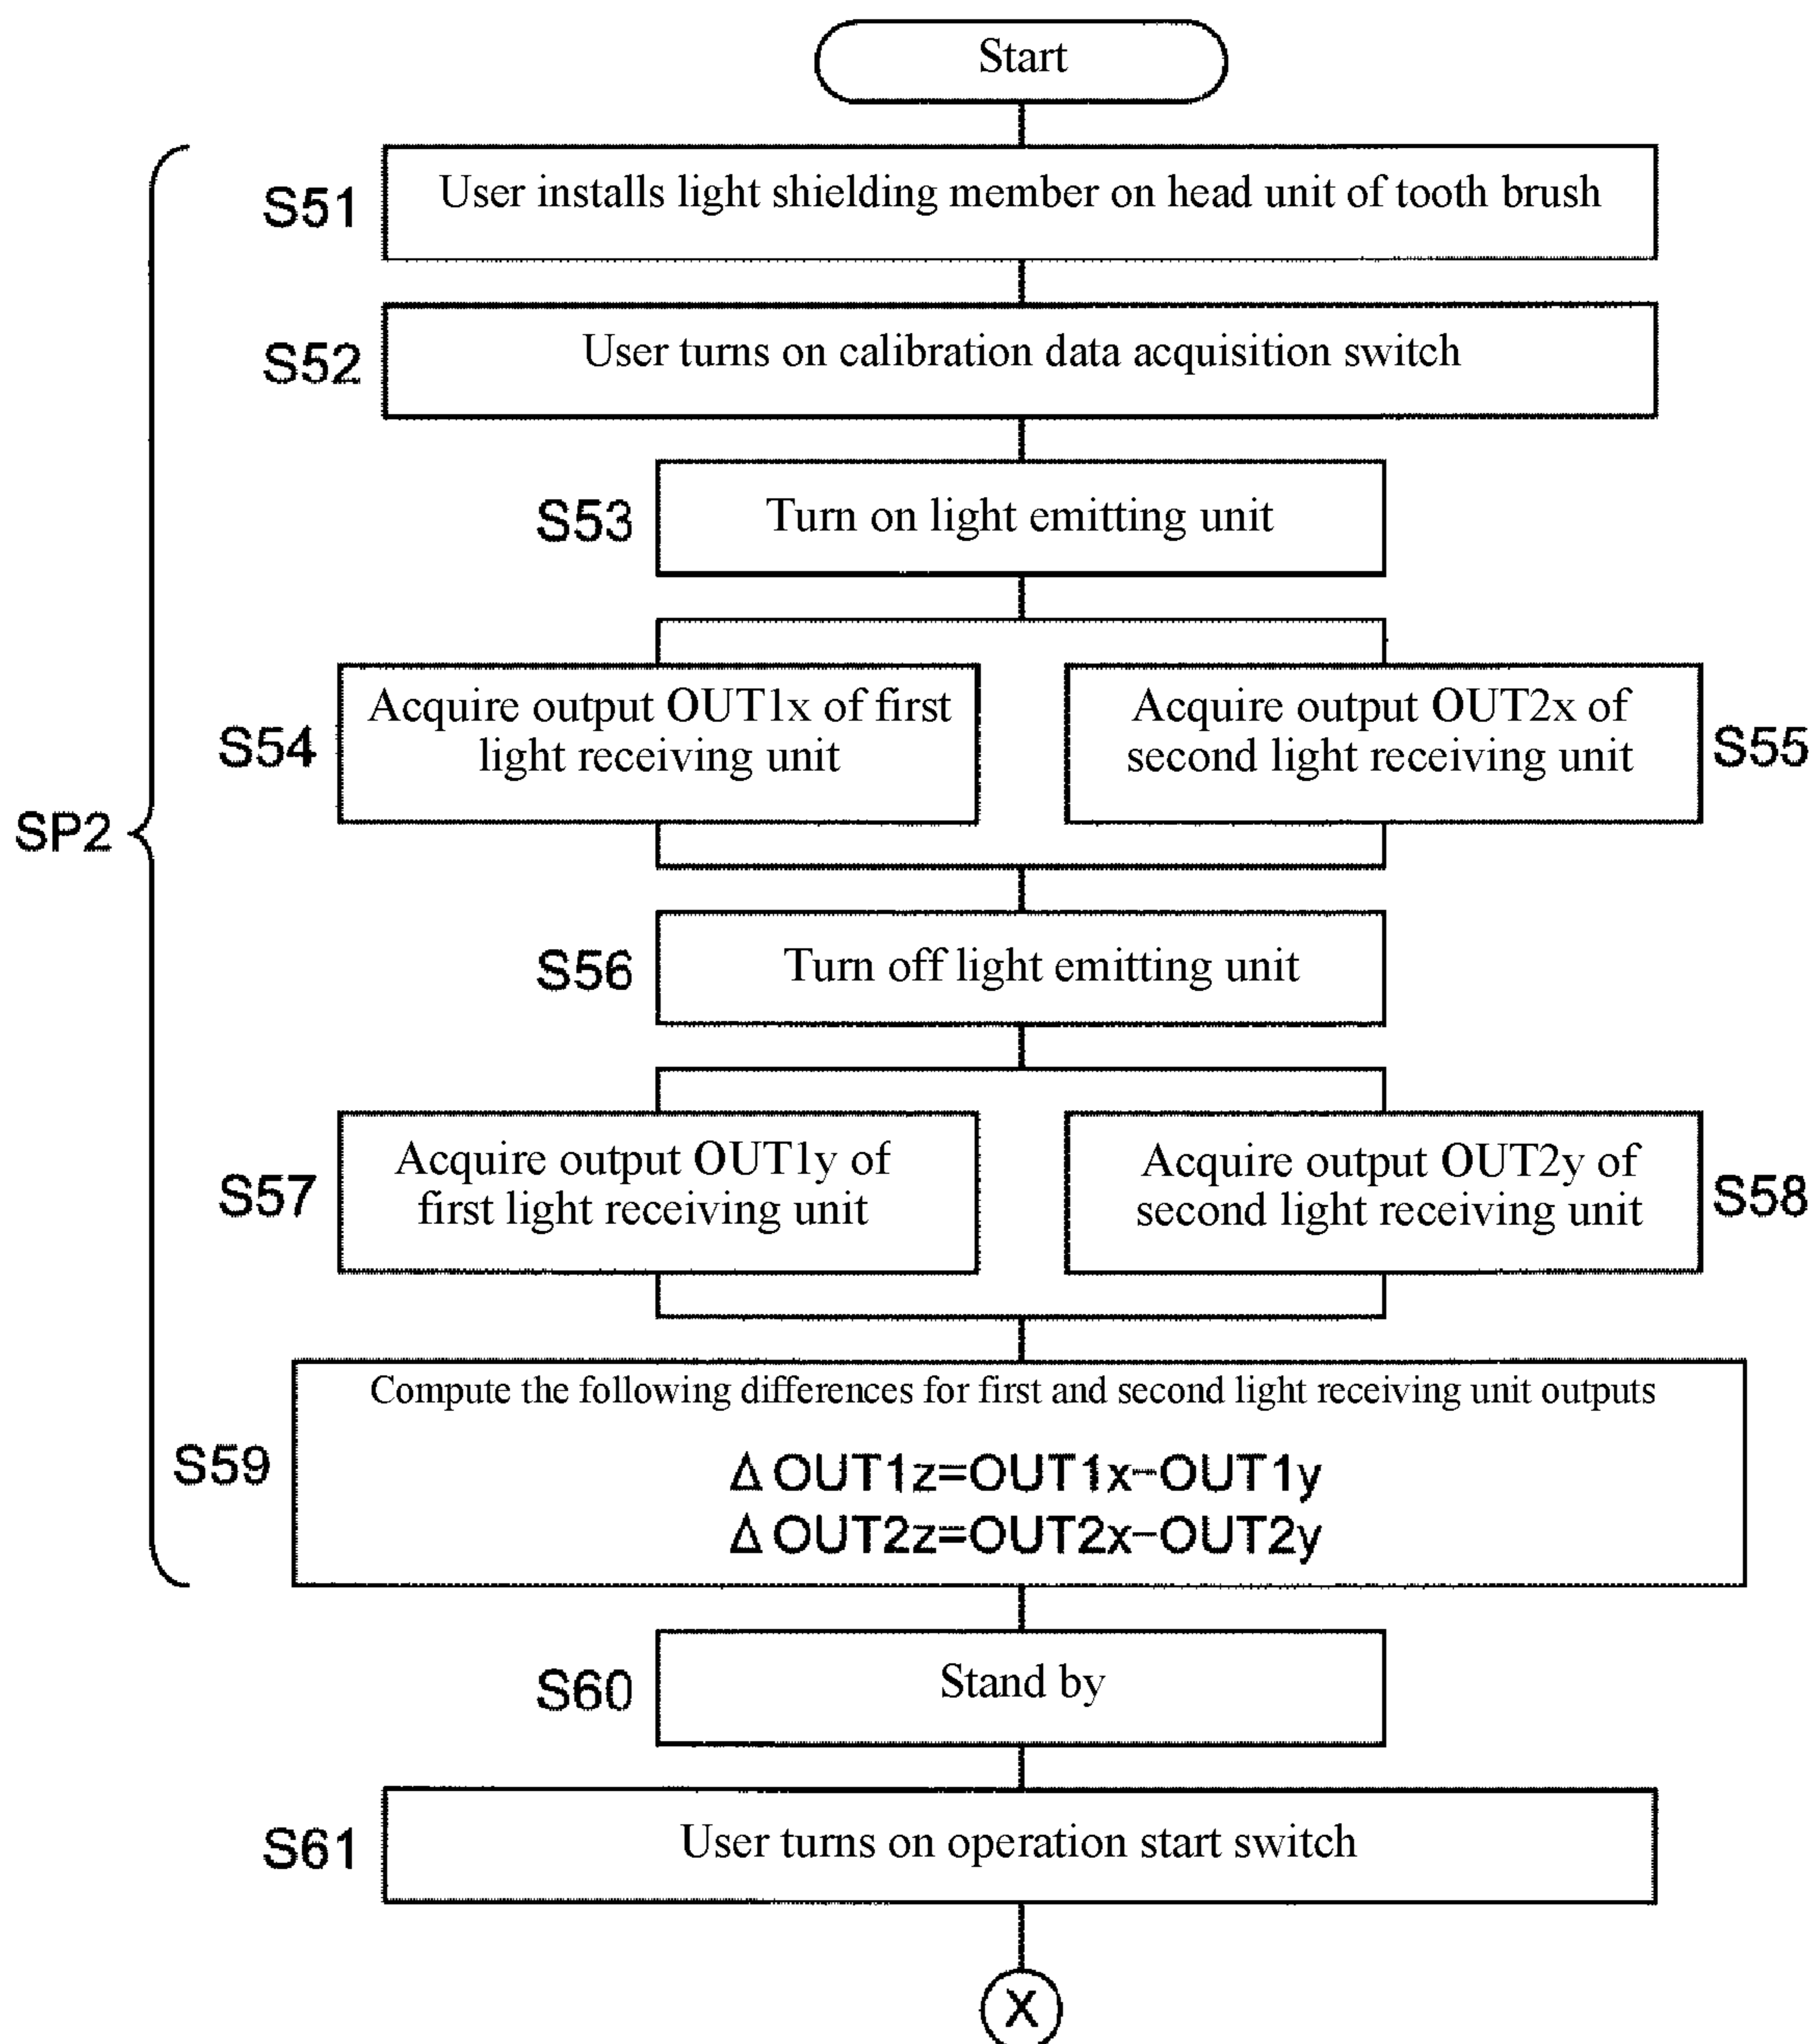 Start
S51
User installs light shielding member on head unit of tooth brush
S52
User turns on calibration data acquisition switch
S53
Turn on light emitting unit
S54
Acquire output OUT1x of first
light receiving unit
Acquire output OUT2x of
second light receiving unit
S55
SP2
S56
Turn off light emitting unit
S57
Acquire output OUT1y of
first light receiving unit
Acquire output OUT2y of
second light receiving unit
S58
S59
Compute the following differences for first and second light receiving unit outputs
Δ OUT1z=OUT1x-OUT1y
Δ OUT2z=OUT2x-OUT2y
S60
Stand by
S61
User turns on operation start switch
X